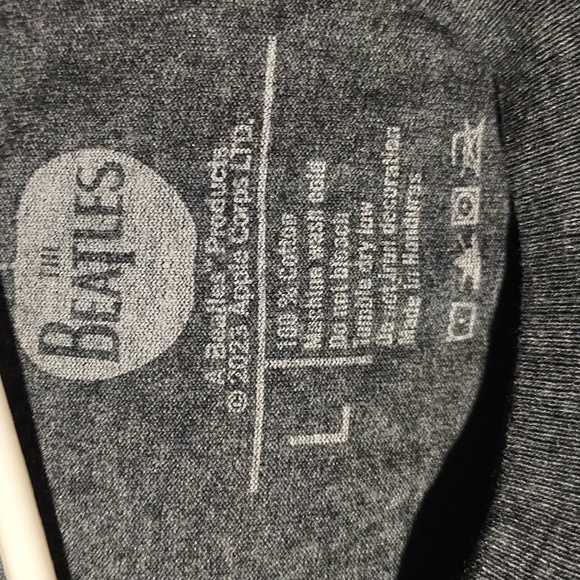 THE
BEATLES
A Beatles™ Product
© 2023 Apple Corps Ltd.
L
100 % Cotton
Machine wash cold
Do not bleach
Tumble dry low
Do not iron decoration
Made in Honduras